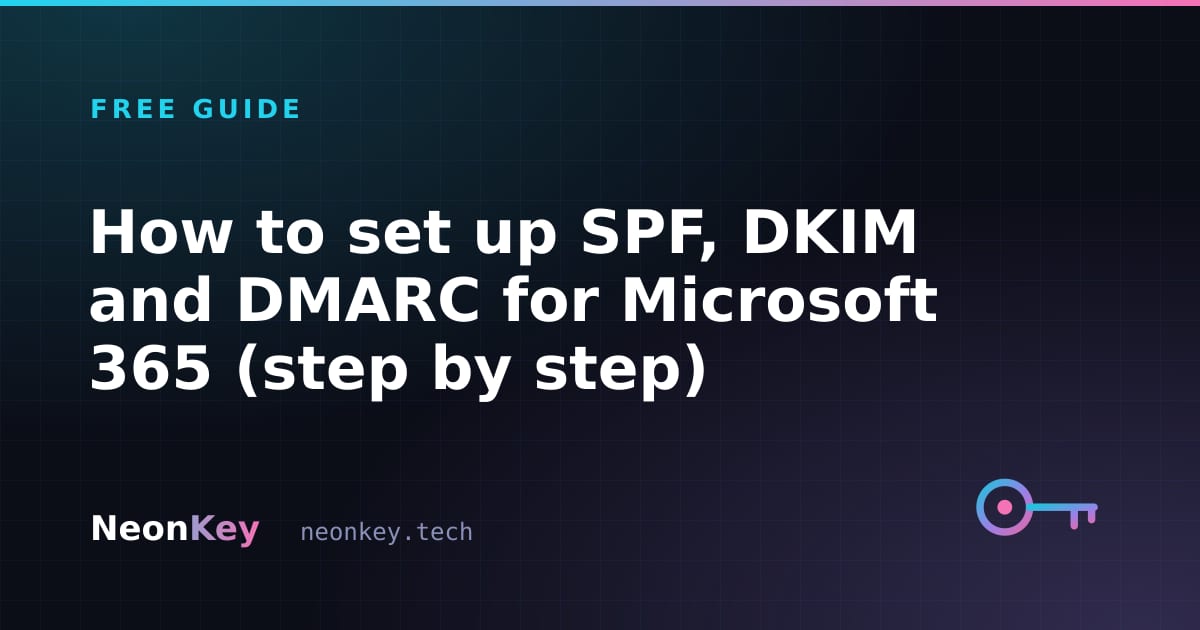 FREE GUIDE
How to set up SPF, DKIM
and DMARC for Microsoft
365 (step by step)
NeonKey neonkey.tech